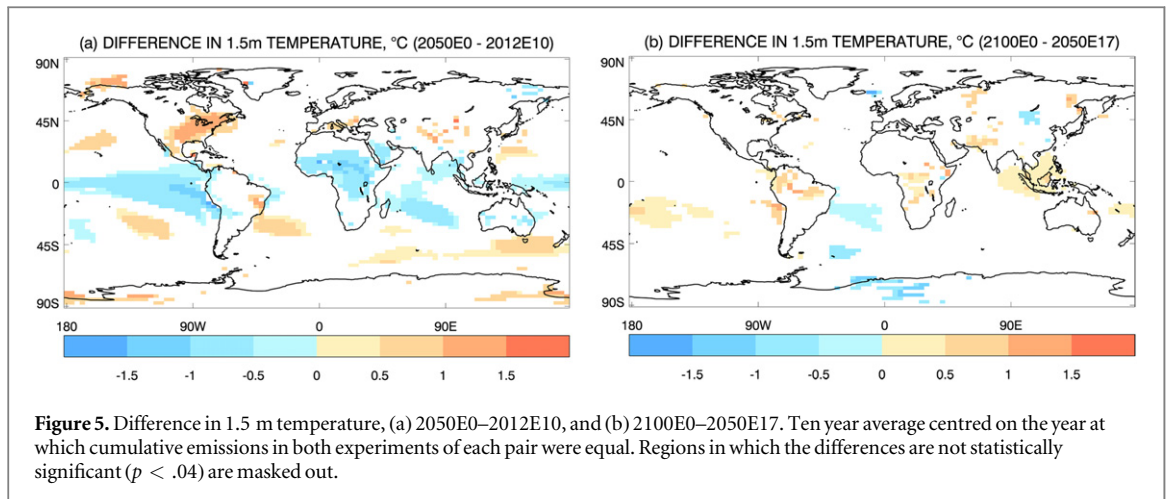 (a) DIFFERENCE IN 1.5m TEMPERATURE, °C (2050E0 - 2012E10)
90N
45N
0
45S
90S
180 90W 0 90E
-1.5 -1 -0.5 0 0.5 1 1.5
(b) DIFFERENCE IN 1.5m TEMPERATURE, °C (2100E0 - 2050E17)
90N
45N
0
45S
90S
180 90W 0 90E
-1.5 -1 -0.5 0 0.5 1 1.5
Figure 5. Difference in 1.5 m temperature, (a) 2050E0–2012E10, and (b) 2100E0–2050E17. Ten year average centred on the year at
which cumulative emissions in both experiments of each pair were equal. Regions in which the differences are not statistically
significant (p < .04) are masked out.